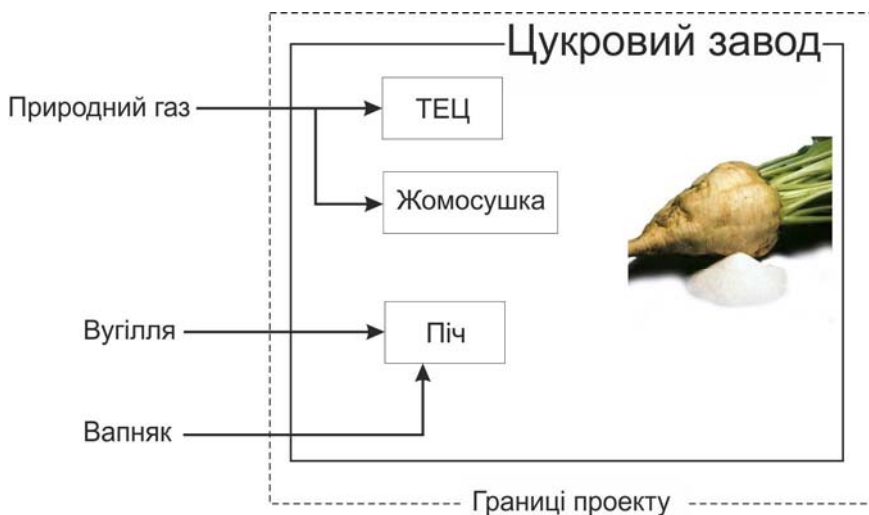 Цукровий завод
Природний газ
ТЕЦ
Жомосушка
Вугілля
Піч
Вапняк
Границі проекту